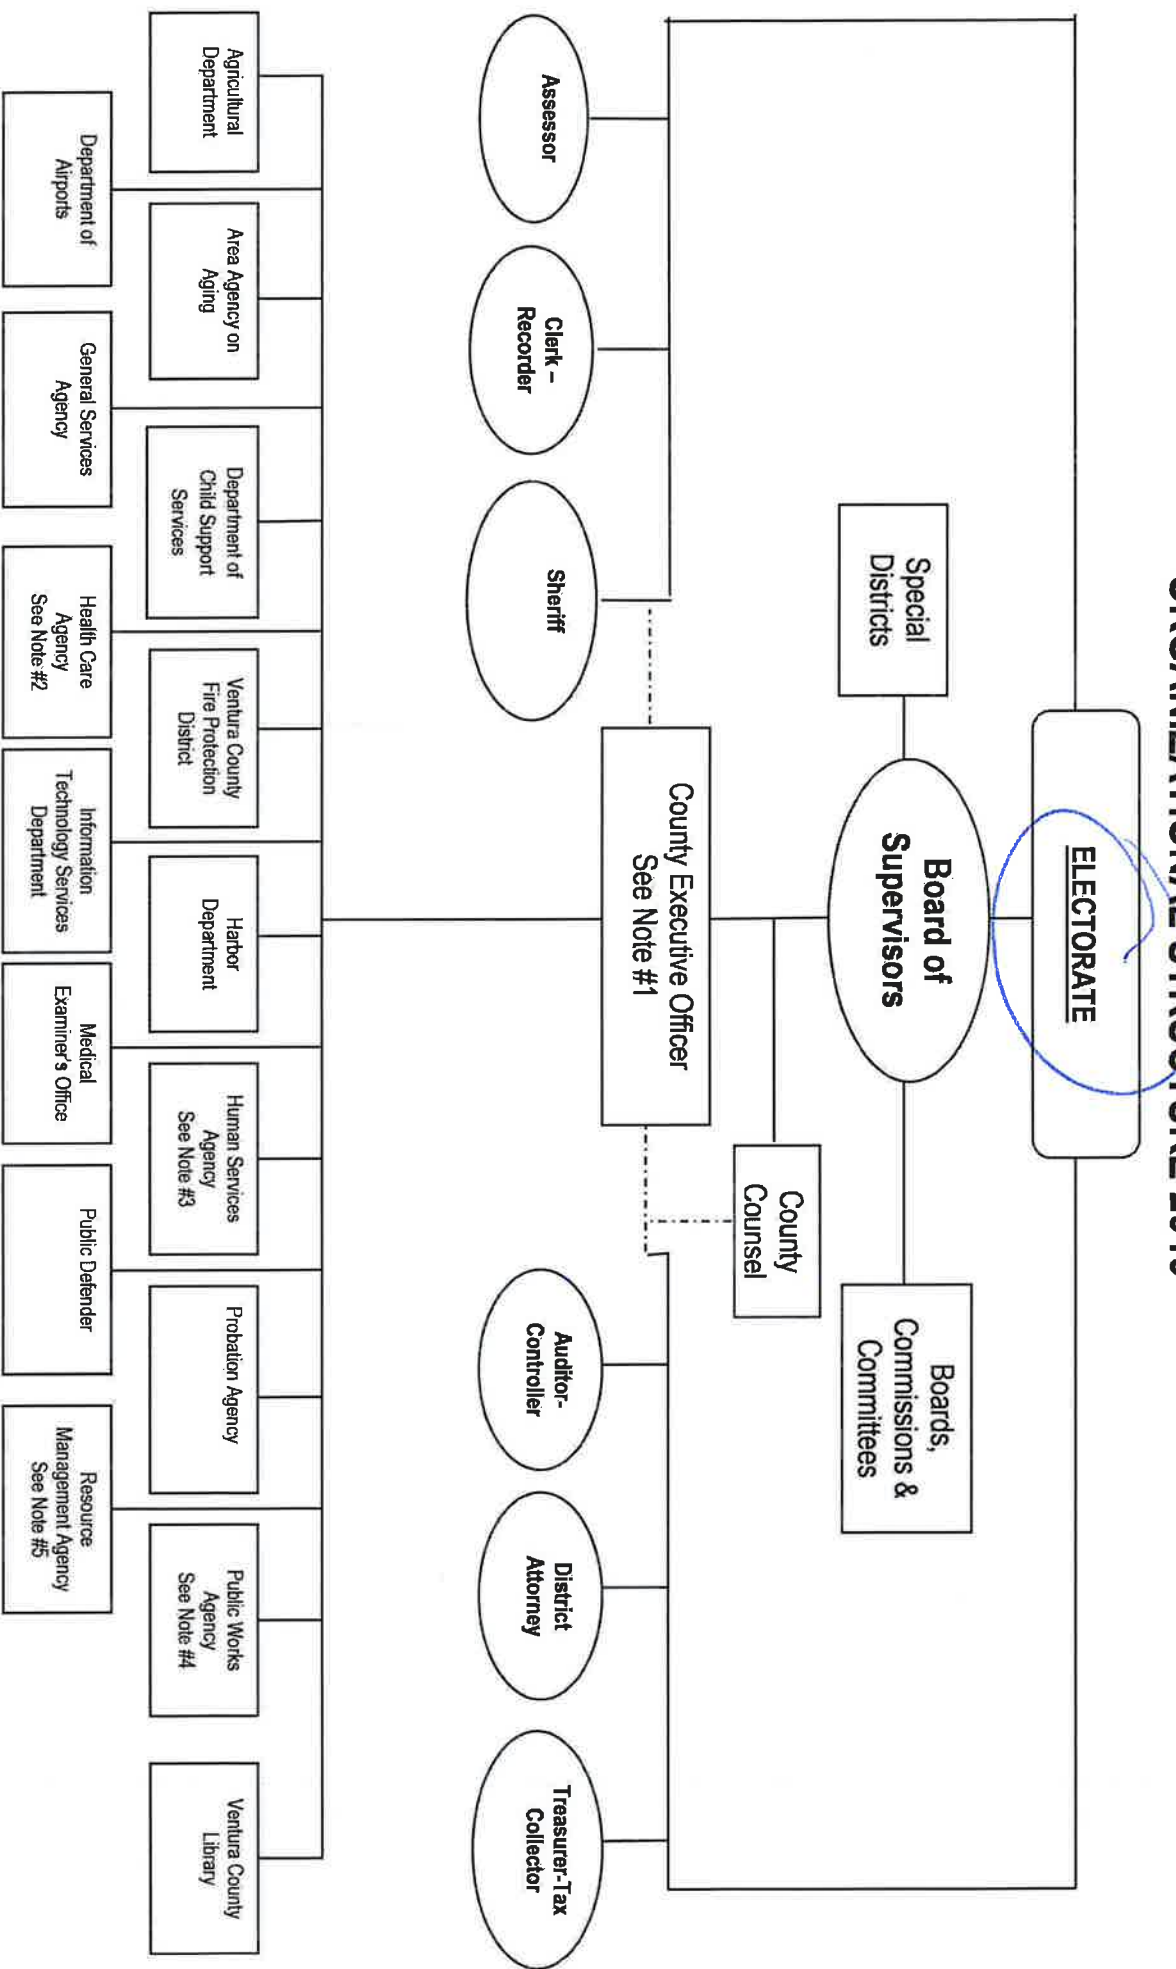 ELECTORATE
Special
Districts
Board of
Supervisors
Boards,
Commissions &
Committees
County
Counsel
County Executive Officer
See Note #1
Assessor
Clerk –
Recorder
Sheriff
Auditor-
Controller
District
Attorney
Treasurer-Tax
Collector
Agricultural
Department
Area Agency on
Aging
Department of
Child Support
Services
Ventura County
Fire Protection
District
Harbor
Department
Human Services
Agency
See Note #3
Probation Agency
Public Works
Agency
See Note #4
Ventura County
Library
Department of
Airports
General Services
Agency
Health Care
Agency
See Note #2
Information
Technology Services
Department
Medical
Examiner's Office
Public Defender
Resource
Management Agency
See Note #5